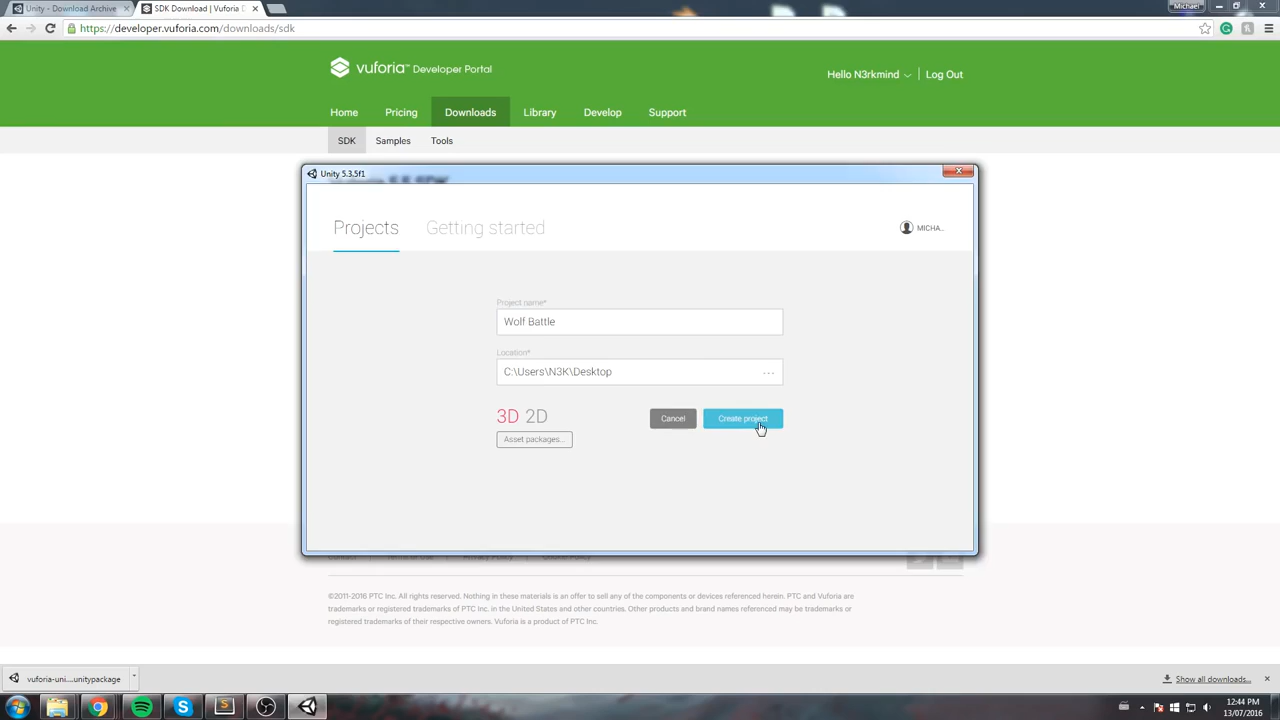 Unity - Download Archive
SDK Download | Vuforia D
Michael
https://developer.vuforia.com/downloads/sdk
vuforia™ Developer Portal
Hello N3rkmind
Log Out
Home Pricing Downloads Library Develop Support
SDK Samples Tools
Unity 5.3.5f1
Projects Getting started
MICHA...
Project name*
Wolf Battle
Location*
C:\Users\N3K\Desktop
...
3D 2D
Cancel
Create project
Asset packages...
©2011-2016 PTC Inc. All rights reserved. Nothing in these materials is an offer to sell any of the components or devices referenced herein. PTC and Vuforia are
trademarks or registered trademarks of PTC Inc. in the United States and other countries. Other products and brand names referenced may be trademarks or
registered trademarks of their respective owners. Vuforia is a product of PTC Inc.
vuforia-uni....unitypackage
Show all downloads...
12:44 PM
13/07/2016